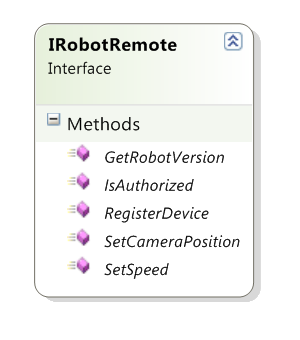 IRobotRemote
Interface
Methods
GetRobotVersion
IsAuthorized
RegisterDevice
SetCameraPosition
SetSpeed